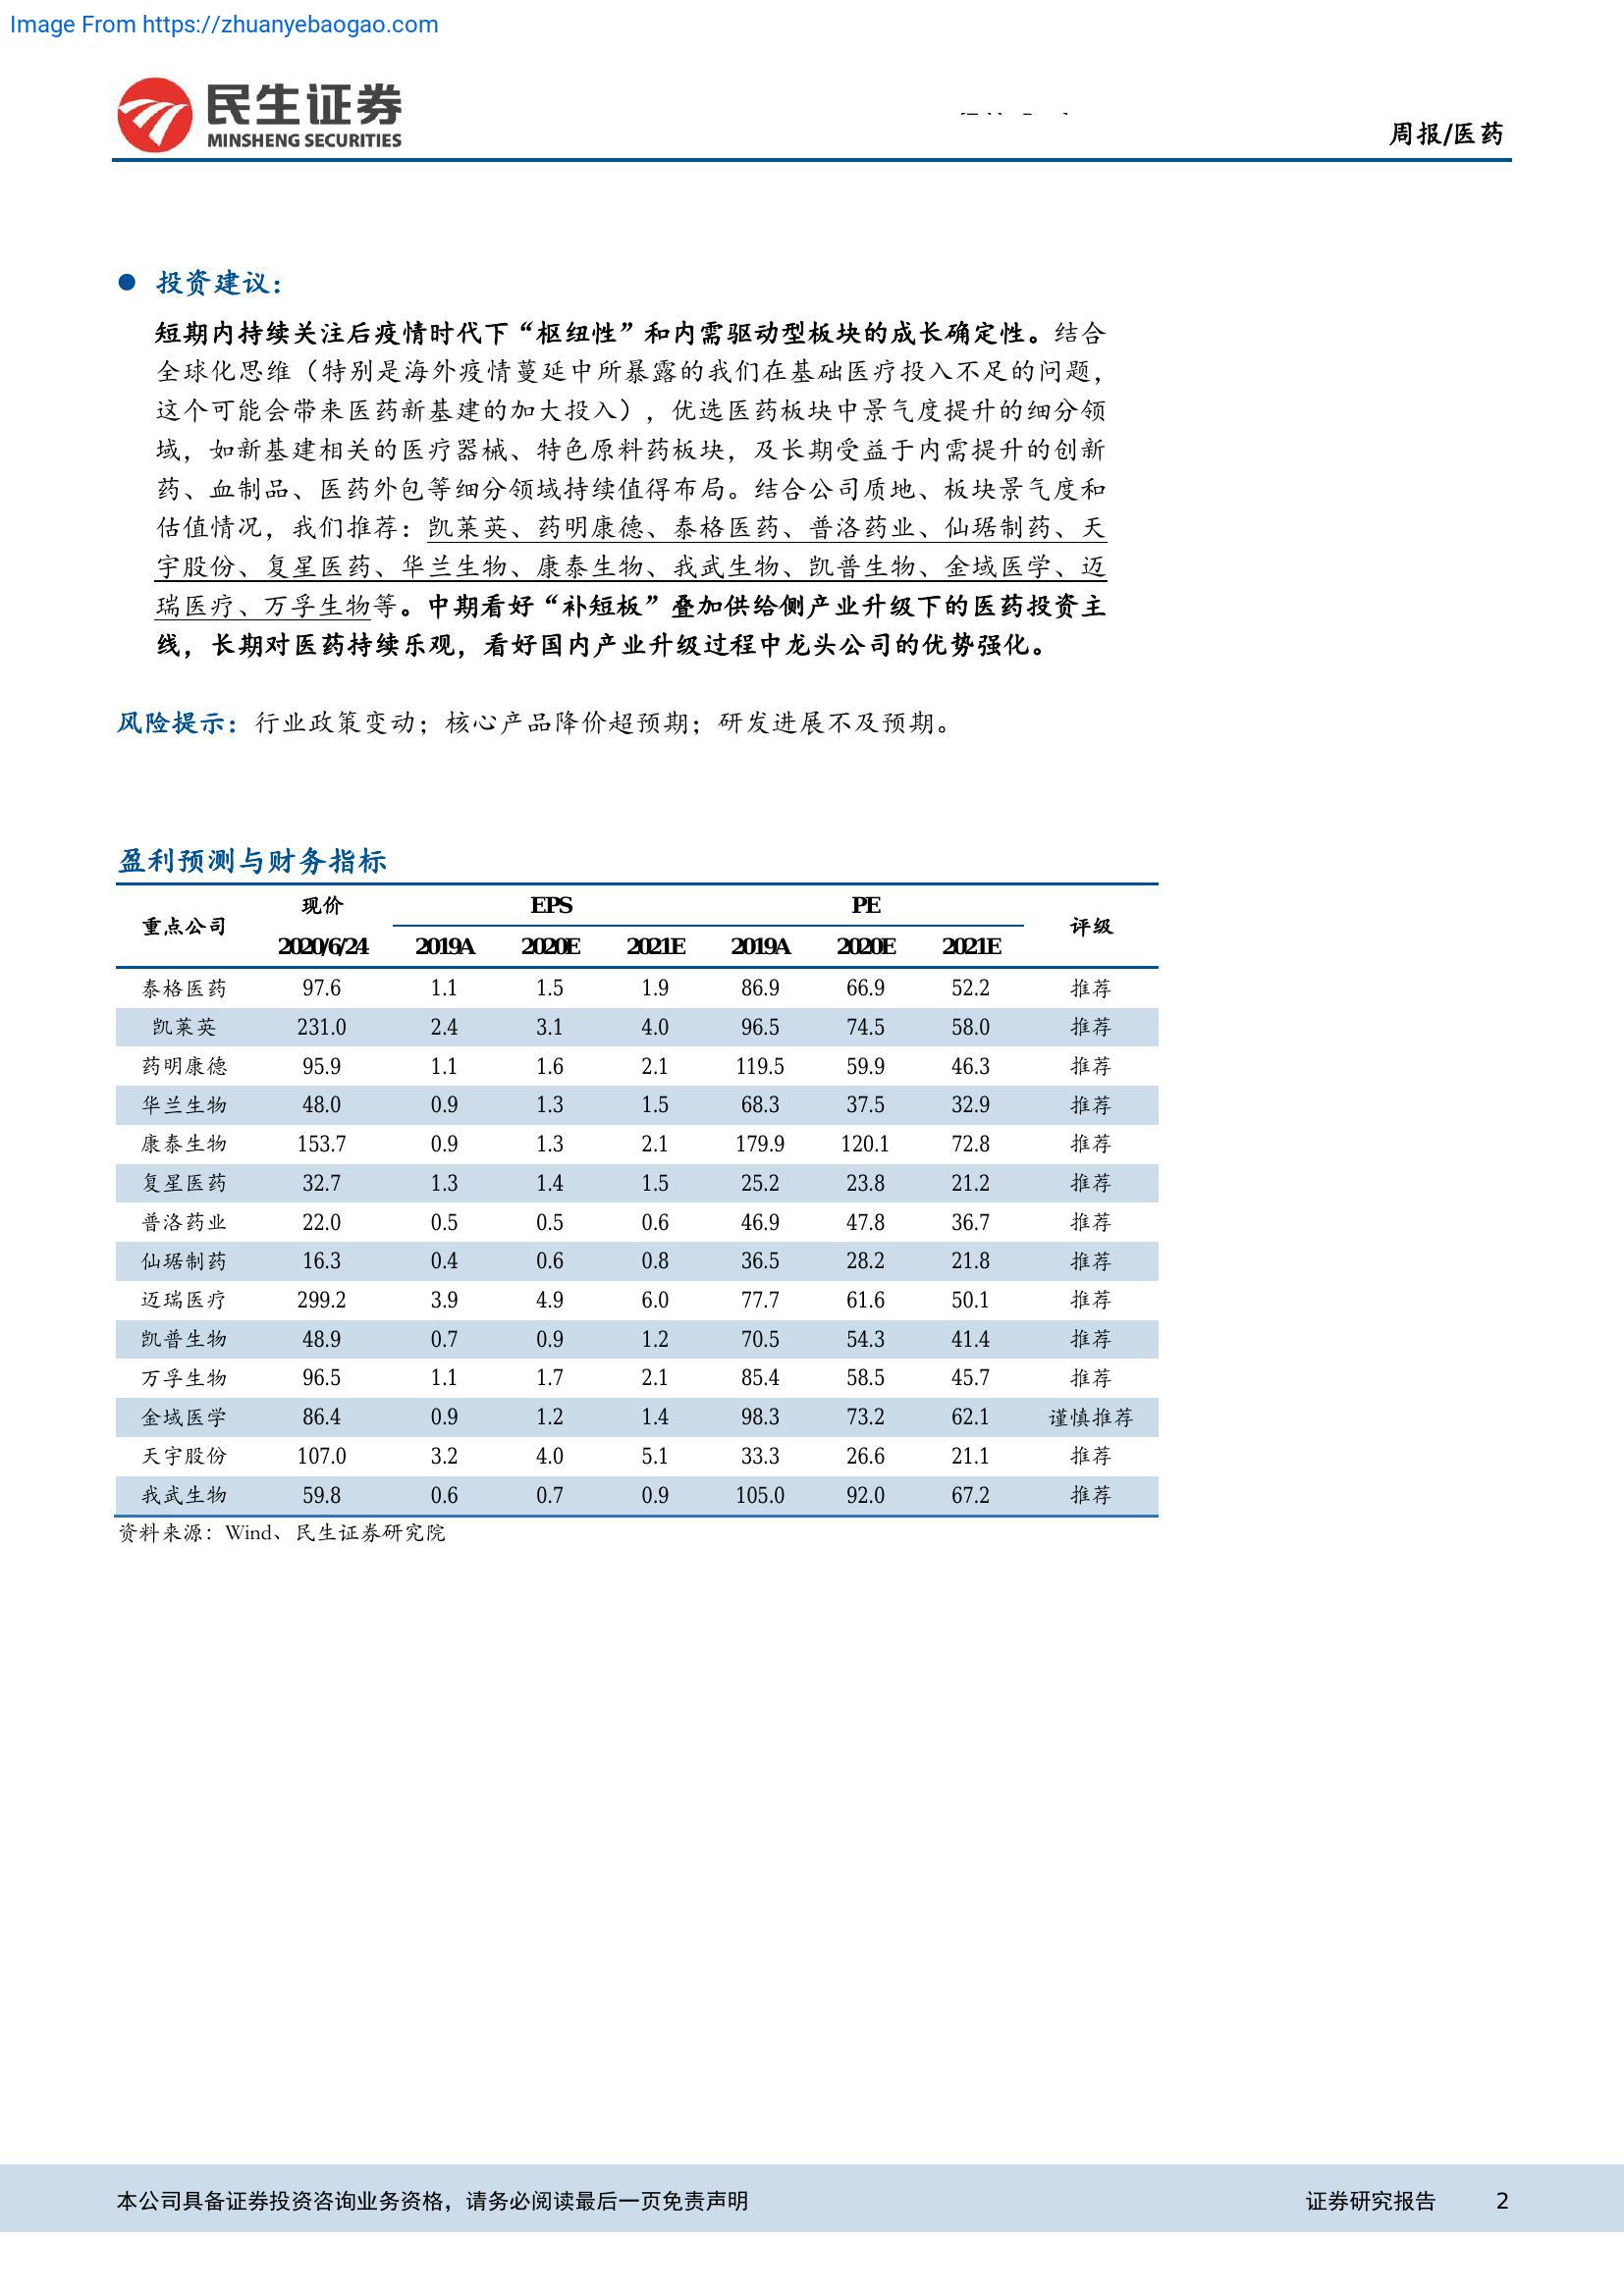 Image From https://zhuanyebaogao.com
民生证券
MINSHENG SECURITIES
周报/医药
● 投资建议：
短期内持续关注后疫情时代下“枢纽性”和内需驱动型板块的成长确定性。结合
全球化思维（特别是海外疫情蔓延中所暴露的我们在基础医疗投入不足的问题，
这个可能会带来医药新基建的加大投入），优选医药板块中景气度提升的细分领
域，如新基建相关的医疗器械、特色原料药板块，及长期受益于内需提升的创新
药、血制品、医药外包等细分领域持续值得布局。结合公司质地、板块景气度和
估值情况，我们推荐：凯莱英、药明康德、泰格医药、普洛药业、仙琚制药、天
宇股份、复星医药、华兰生物、康泰生物、我武生物、凯普生物、金域医学、迈
瑞医疗、万孚生物等。中期看好“补短板”叠加供给侧产业升级下的医药投资主
线，长期对医药持续乐观，看好国内产业升级过程中龙头公司的优势强化。
风险提示：行业政策变动；核心产品降价超预期；研发进展不及预期。
盈利预测与财务指标
重点公司 现价 EPS PE 评级
2020/6/24 2019A 2020E 2021E 2019A 2020E 2021E
泰格医药 97.6 1.1 1.5 1.9 86.9 66.9 52.2 推荐
凯莱英 231.0 2.4 3.1 4.0 96.5 74.5 58.0 推荐
药明康德 95.9 1.1 1.6 2.1 119.5 59.9 46.3 推荐
华兰生物 48.0 0.9 1.3 1.5 68.3 37.5 32.9 推荐
康泰生物 153.7 0.9 1.3 2.1 179.9 120.1 72.8 推荐
复星医药 32.7 1.3 1.4 1.5 25.2 23.8 21.2 推荐
普洛药业 22.0 0.5 0.5 0.6 46.9 47.8 36.7 推荐
仙琚制药 16.3 0.4 0.6 0.8 36.5 28.2 21.8 推荐
迈瑞医疗 299.2 3.9 4.9 6.0 77.7 61.6 50.1 推荐
凯普生物 48.9 0.7 0.9 1.2 70.5 54.3 41.4 推荐
万孚生物 96.5 1.1 1.7 2.1 85.4 58.5 45.7 推荐
金域医学 86.4 0.9 1.2 1.4 98.3 73.2 62.1 谨慎推荐
天宇股份 107.0 3.2 4.0 5.1 33.3 26.6 21.1 推荐
我武生物 59.8 0.6 0.7 0.9 105.0 92.0 67.2 推荐
资料来源：Wind、民生证券研究院
本公司具备证券投资咨询业务资格，请务必阅读最后一页免责声明 证券研究报告 2